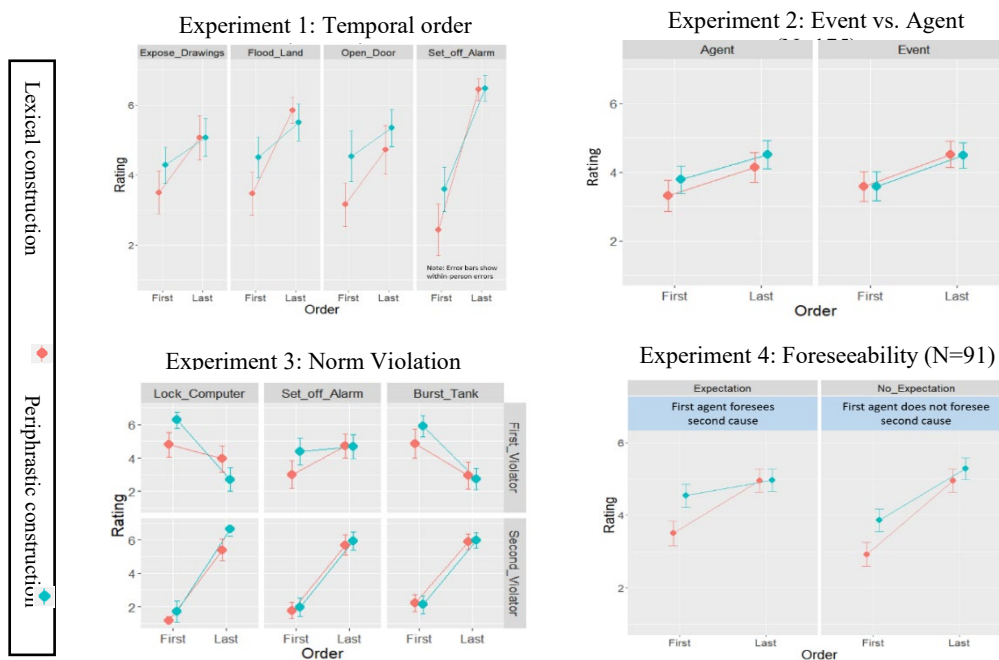 Lexical construction
Periphrastic construction
Experiment 1: Temporal order
Expose_Drawings Flood_Land Open_Door Set_off_Alarm
6
4
2
Rating
Note: Error bars show
within-person errors
First Last First Last First Last First Last
Order
Experiment 2: Event vs. Agent
Agent Event
6
4
2
Rating
First Last First Last
Order
Experiment 3: Norm Violation
Lock_Computer Set_off_Alarm Burst_Tank
6
4
2
First_Violator
Rating
6
4
2
Second_Violator
First Last First Last First Last
Order
Experiment 4: Foreseeability (N=91)
Expectation No_Expectation
First agent foresees First agent does not foresee
second cause second cause
6
4
2
Rating
First Last First Last
Order